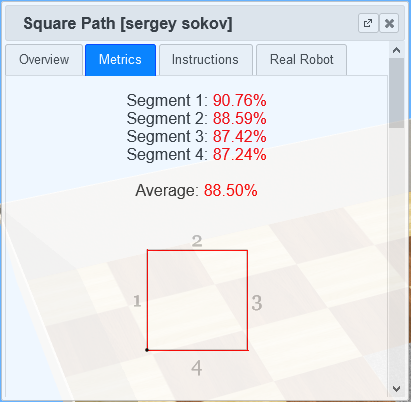 Square Path [sergey sokov]
Overview Metrics Instructions Real Robot
Segment 1: 90.76%
Segment 2: 88.59%
Segment 3: 87.42%
Segment 4: 87.24%
Average: 88.50%
2
1 3
4